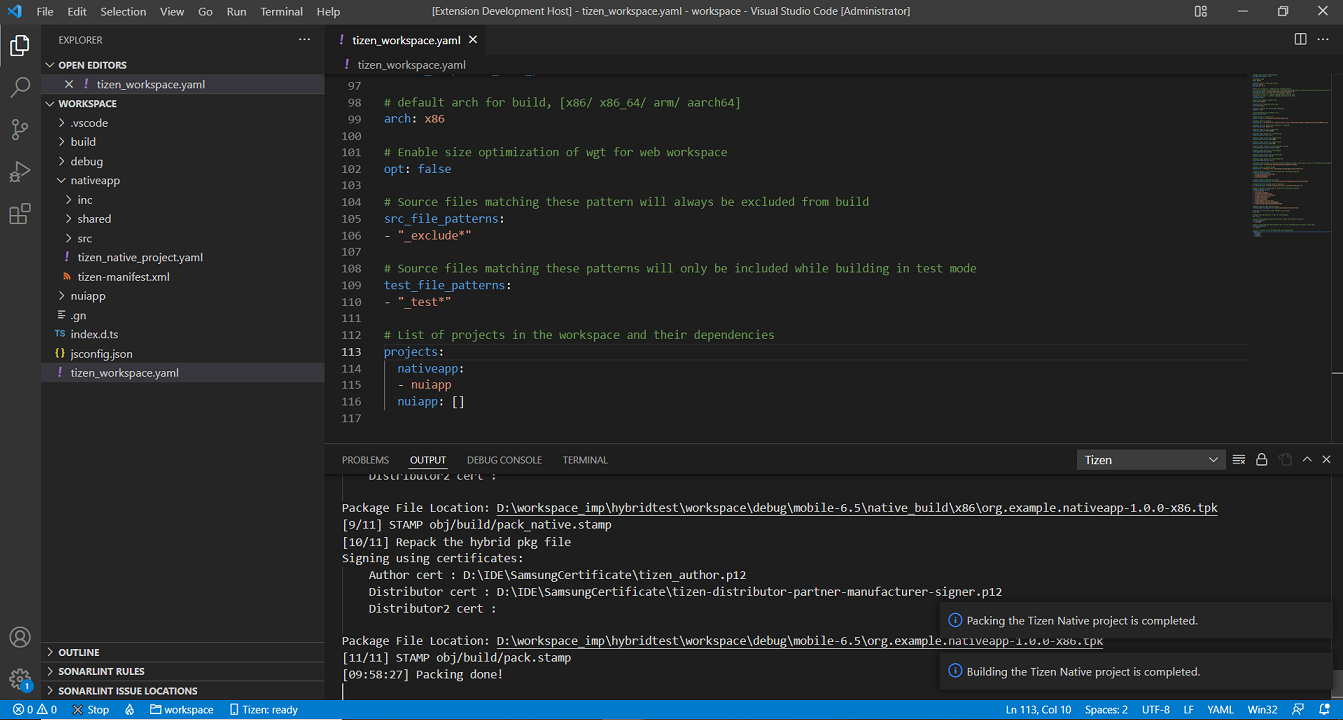 File Edit Selection View Go Run Terminal Help [Extension Development Host] - tizen_workspace.yaml - workspace - Visual Studio Code [Administrator]
EXPLORER
OPEN EDITORS
! tizen_workspace.yaml
WORKSPACE
.vscode
build
debug
nativeapp
inc
shared
src
! tizen_native_project.yaml
tizen-manifest.xml
nuiapp
.gn
TS index.d.ts
{} jsconfig.json
! tizen_workspace.yaml
OUTLINE
SONARLINT RULES
SONARLINT ISSUE LOCATIONS
! tizen_workspace.yaml
! tizen_workspace.yaml
97
98 # default arch for build, [x86/ x86_64/ arm/ aarch64]
99 arch: x86
100
101 # Enable size optimization of wgt for web workspace
102 opt: false
103
104 # Source files matching these pattern will always be excluded from build
105 src_file_patterns:
106 - "_exclude*"
107
108 # Source files matching these patterns will only be included while building in test mode
109 test_file_patterns:
110 - "_test*"
111
112 # List of projects in the workspace and their dependencies
113 projects:
114 nativeapp:
115 - nuiapp
116 nuiapp: []
117
PROBLEMS OUTPUT DEBUG CONSOLE TERMINAL Tizen
Distributor2 cert :
Package File Location: D:\workspace_imp\hybridtest\workspace\debug\mobile-6.5\native_build\x86\org.example.nativeapp-1.0.0-x86.tpk
[9/11] STAMP obj/build/pack_native.stamp
[10/11] Repack the hybrid pkg file
Signing using certificates:
Author cert : D:\IDE\SamsungCertificate\tizen_author.p12
Distributor cert : D:\IDE\SamsungCertificate\tizen-distributor-partner-manufacturer-signer.p12
Distributor2 cert :
Package File Location: D:\workspace_imp\hybridtest\workspace\debug\mobile-6.5\org.example.nativeapp-1.0.0-x86.tpk
[11/11] STAMP obj/build/pack.stamp
[09:58:27] Packing done!
Packing the Tizen Native project is completed.
Building the Tizen Native project is completed.
1
0 0 Stop workspace Tizen: ready Ln 113, Col 10 Spaces: 2 UTF-8 LF YAML Win32